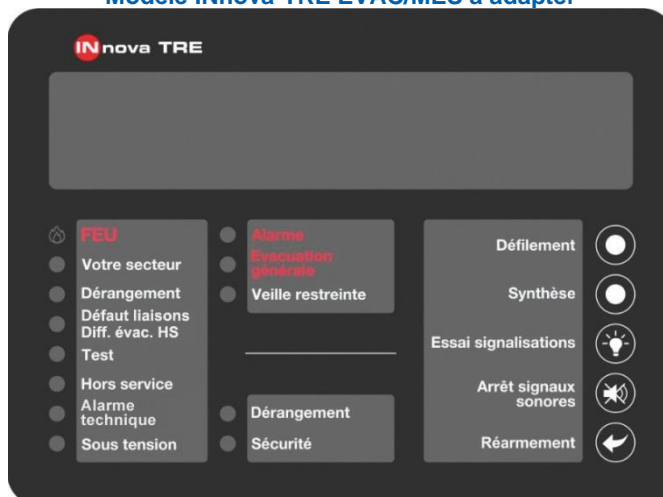 Modèle INnova TRE EVAC/MES à adapter
INnova TRE
FEU
Votre secteur
Dérangement
Défaut liaisons
Diff. évac. HS
Test
Hors service
Alarme
technique
Sous tension
Alarme
Evacuation
générale
Veille restreinte
Dérangement
Sécurité
Défilement
Synthèse
Essai signalisations
Arrêt signaux
sonores
Réarmement